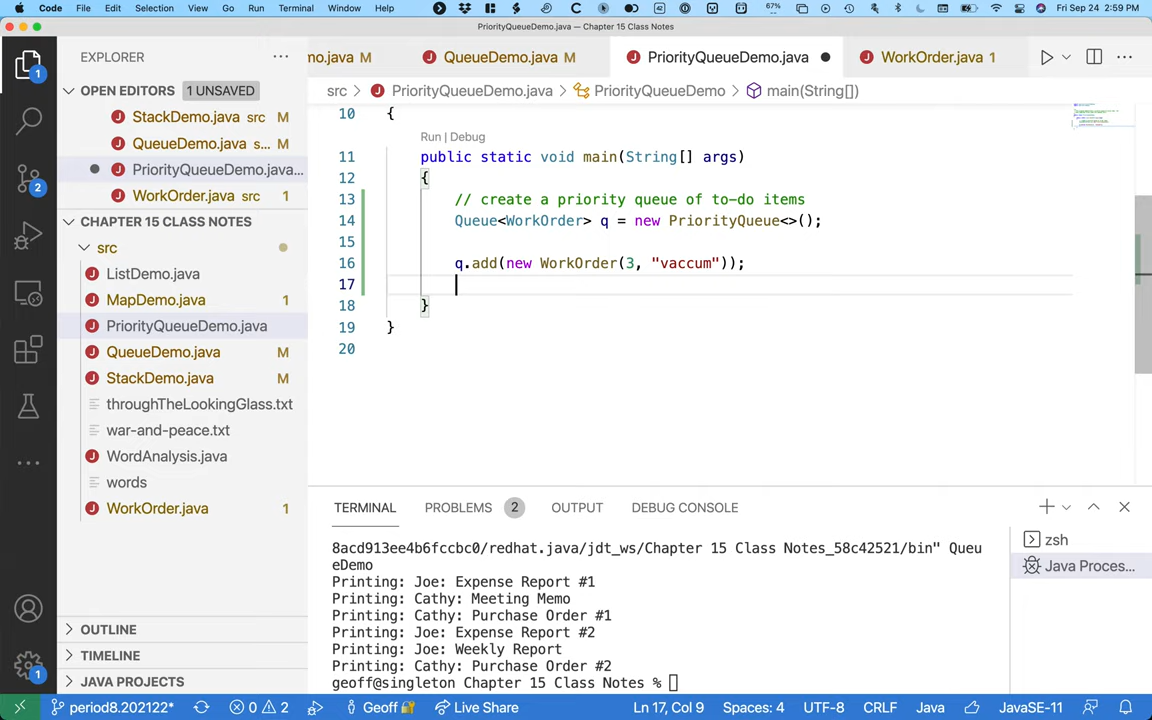 Code File Edit Selection View Go Run Terminal Window Help 67% Fri Sep 24 2:59 PM
PriorityQueueDemo.java — Chapter 15 Class Notes
EXPLORER
mo.java M QueueDemo.java M PriorityQueueDemo.java WorkOrder.java 1
src > PriorityQueueDemo.java > PriorityQueueDemo > main(String[])
OPEN EDITORS 1 UNSAVED
StackDemo.java src M
QueueDemo.java s... M
PriorityQueueDemo.java...
WorkOrder.java src 1
CHAPTER 15 CLASS NOTES
src
ListDemo.java
MapDemo.java 1
PriorityQueueDemo.java
QueueDemo.java M
StackDemo.java M
throughTheLookingGlass.txt
war-and-peace.txt
WordAnalysis.java
words
WorkOrder.java 1
OUTLINE
TIMELINE
JAVA PROJECTS
10 {
Run | Debug
11 public static void main(String[] args)
12 {
13 // create a priority queue of to-do items
14 Queue<WorkOrder> q = new PriorityQueue<>();
15
16 q.add(new WorkOrder(3, "vaccum"));
17
18 }
19 }
20
TERMINAL PROBLEMS 2 OUTPUT DEBUG CONSOLE
8acd913ee4b6fccbc0/redhat.java/jdt_ws/Chapter 15 Class Notes_58c42521/bin" Queu
eDemo
Printing: Joe: Expense Report #1
Printing: Cathy: Meeting Memo
Printing: Cathy: Purchase Order #1
Printing: Joe: Expense Report #2
Printing: Joe: Weekly Report
Printing: Cathy: Purchase Order #2
geoff@singleton Chapter 15 Class Notes %
zsh
Java Proces...
1
2
1
period8.202122* 0 2 Geoff Live Share Ln 17, Col 9 Spaces: 4 UTF-8 CRLF Java JavaSE-11